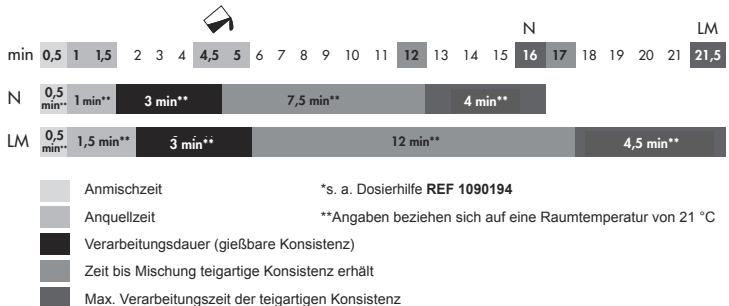 N LM
min 0,5 1 1,5 2 3 4 4,5 5 6 7 8 9 10 11 12 13 14 15 16 17 18 19 20 21 21,5
N 0,5 min** 1 min** 3 min** 7,5 min** 4 min**
LM 0,5 min** 1,5 min** 3 min** 12 min** 4,5 min**
Anmischzeit *s. a. Dosierhilfe REF 1090194
Anquellzeit **Angaben beziehen sich auf eine Raumtemperatur von 21 °C
Verarbeitungsdauer (gießbare Konsistenz)
Zeit bis Mischung teigartige Konsistenz erhält
Max. Verarbeitungszeit der teigartigen Konsistenz